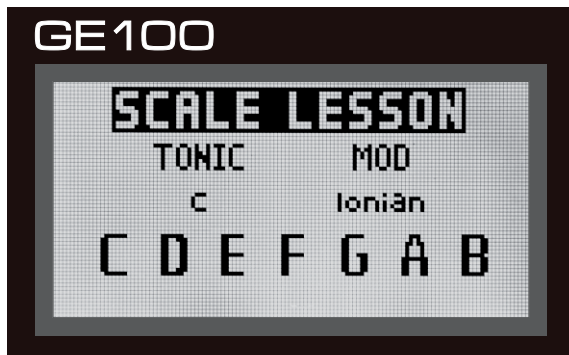 GE100
SCALE LESSON
TONIC MOD
C Ionian
C D E F G A B